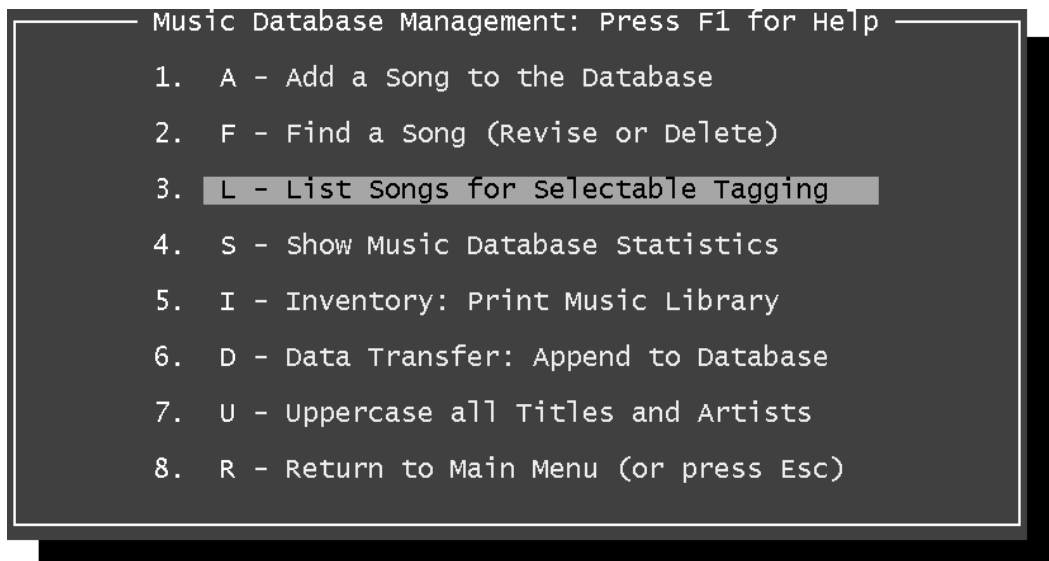 Music Database Management: Press F1 for Help
1. A – Add a Song to the Database
2. F – Find a Song (Revise or Delete)
3. L – List Songs for Selectable Tagging
4. S – Show Music Database Statistics
5. I – Inventory: Print Music Library
6. D – Data Transfer: Append to Database
7. U – Uppercase all Titles and Artists
8. R – Return to Main Menu (or press Esc)